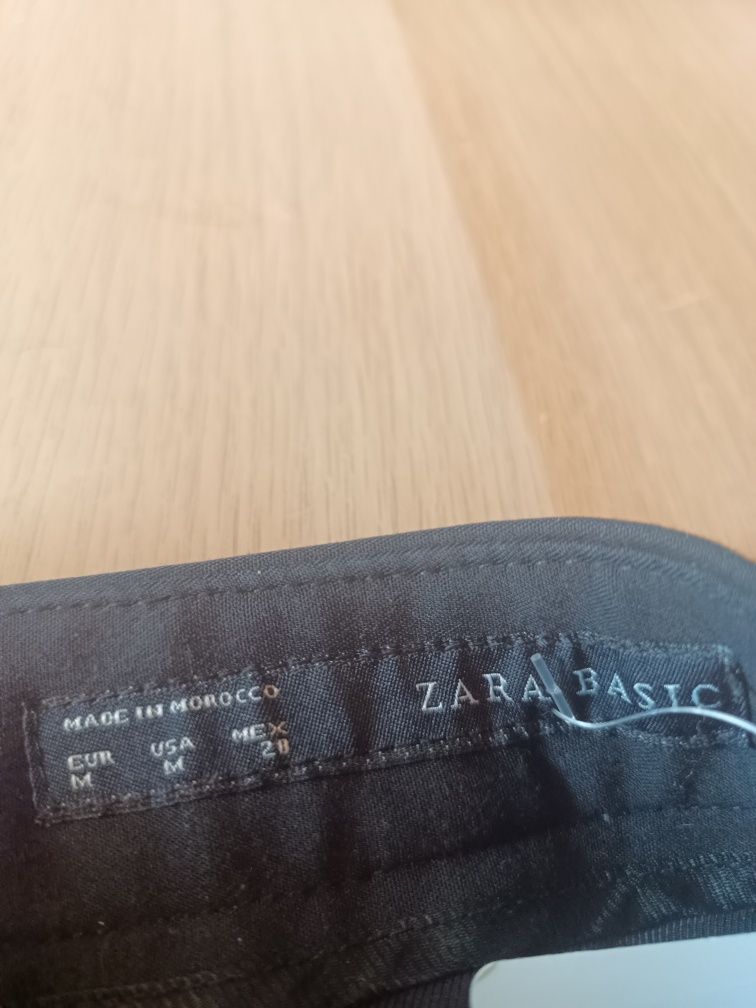 ZARA BASIC
MADE IN MOROCCO
EUR USA MEX
M M 28